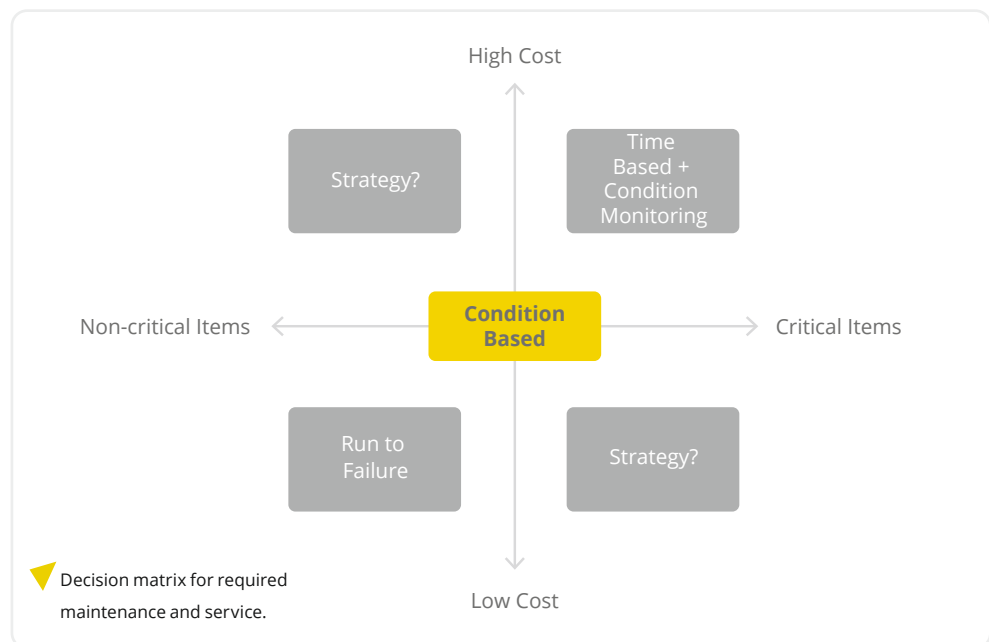 High Cost
Strategy?
Time
Based +
Condition
Monitoring
Non-critical Items
Condition
Based
Critical Items
Run to
Failure
Strategy?
Decision matrix for required
maintenance and service.
Low Cost